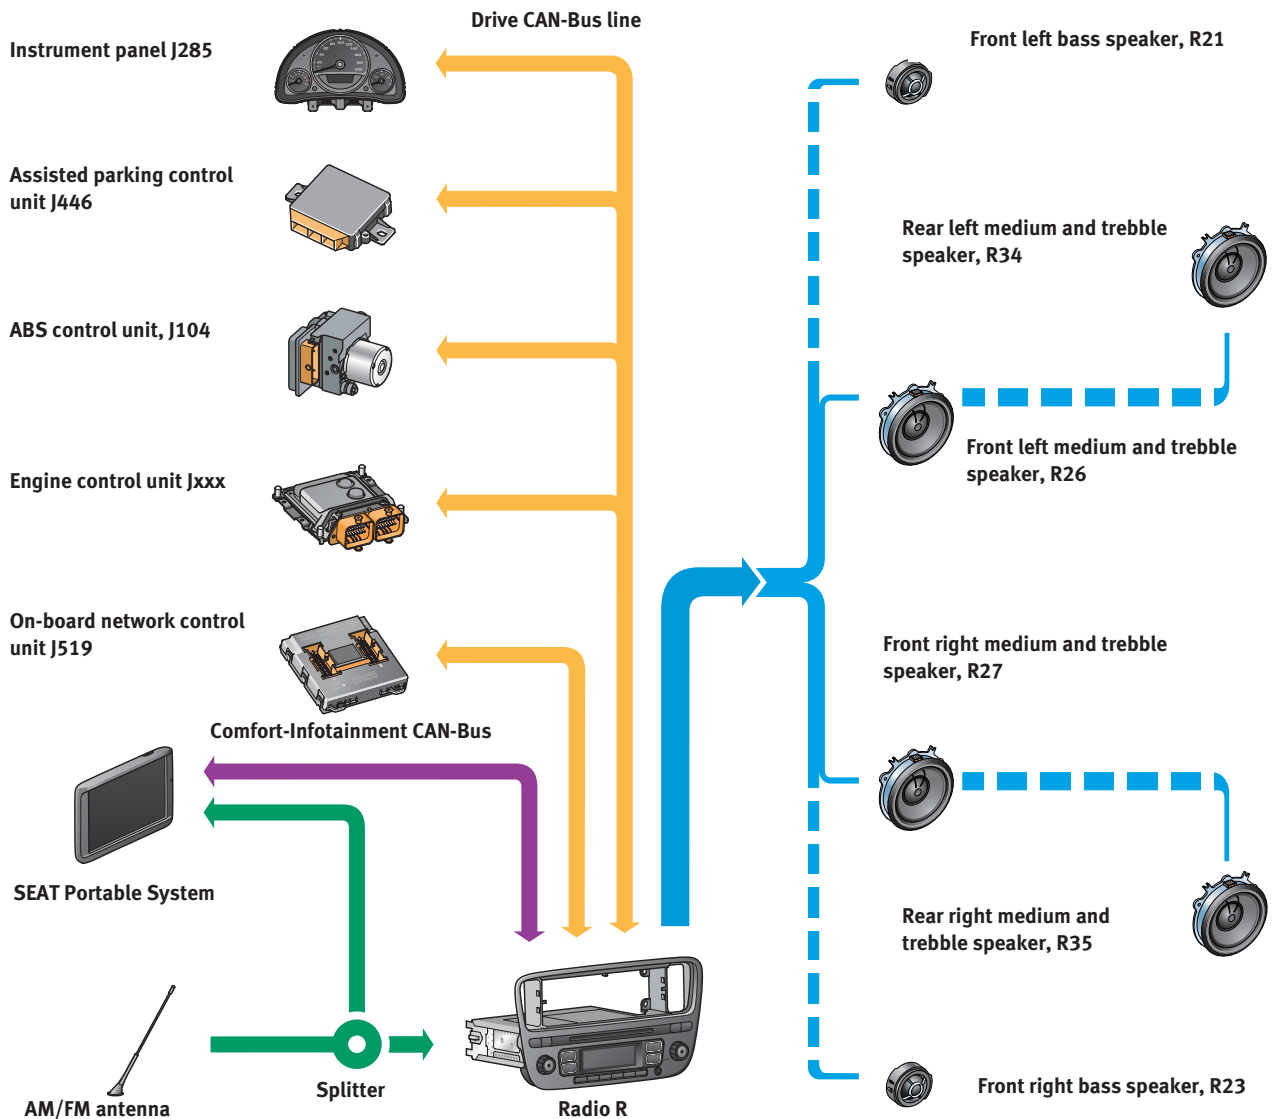 Drive CAN-Bus line
Instrument panel J285
Assisted parking control
unit J446
ABS control unit, J104
Engine control unit Jxxx
On-board network control
unit J519
Comfort-Infotainment CAN-Bus
SEAT Portable System
AM/FM antenna
Splitter
Radio R
Front left bass speaker, R21
Rear left medium and trebble
speaker, R34
Front left medium and trebble
speaker, R26
Front right medium and trebble
speaker, R27
Rear right medium and
trebble speaker, R35
Front right bass speaker, R23